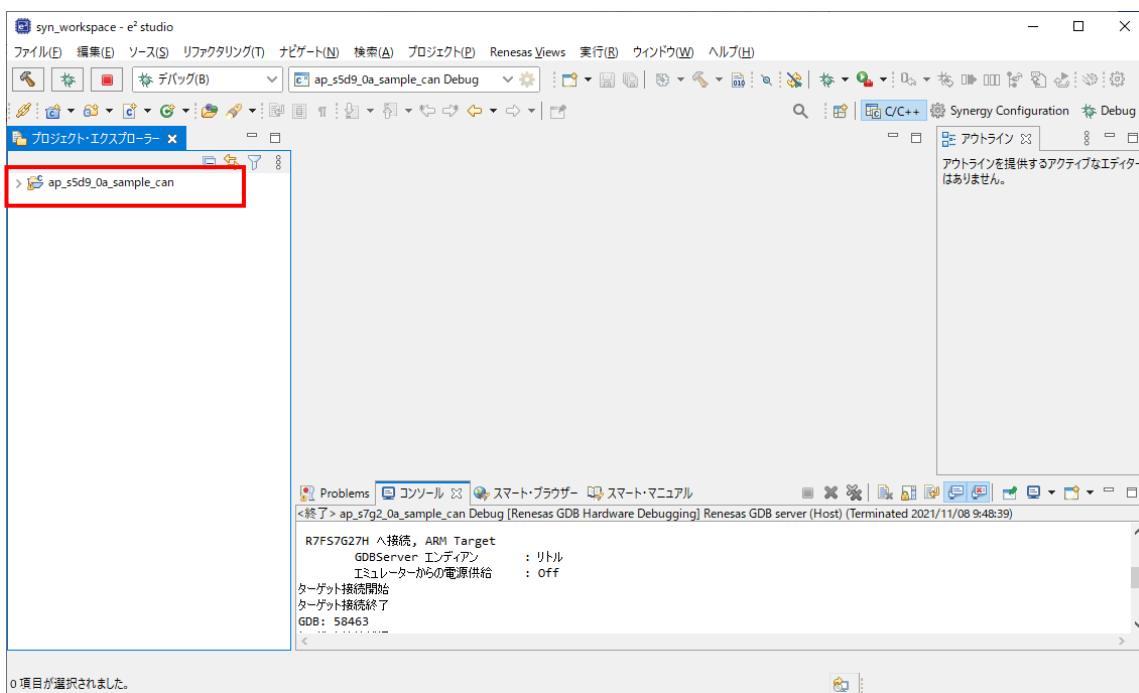 syn_workspace - e² studio
ファイル(F) 編集(E) ソース(S) リファクタリング(T) ナビゲート(N) 検索(A) プロジェクト(P) Renesas Views 実行(R) ウィンドウ(W) ヘルプ(H)
デバッグ(B) ap_s5d9_0a_sample_can Debug
C/C++ Synergy Configuration Debug
プロジェクト・エクスプローラー
ap_s5d9_0a_sample_can
アウトライン
アウトラインを提供するアクティブなエディター
はありません。
Problems コンソール スマート・ブラウザー スマート・マニュアル
<終了> ap_s7g2_0a_sample_can Debug [Renesas GDB Hardware Debugging] Renesas GDB server (Host) (Terminated 2021/11/08 9:48:39)
R7FS7G27H へ接続, ARM Target
GDBServer エンディアン : リトル
エミュレーターからの電源供給 : Off
ターゲット接続開始
ターゲット接続終了
GDB: 58463
0 項目が選択されました。